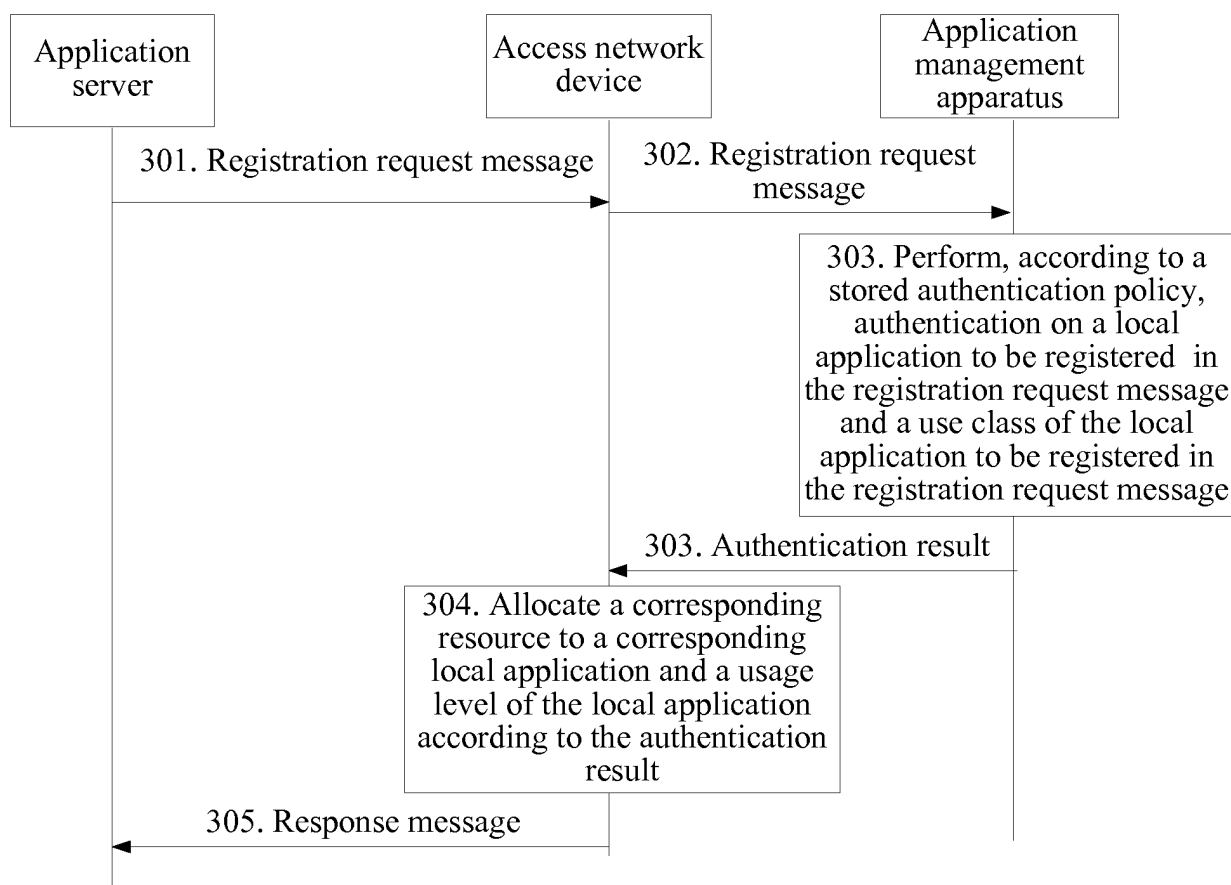 Application
server
Access network
device
Application
management
apparatus
301. Registration request message
302. Registration request
message
303. Perform, according to a
stored authentication policy,
authentication on a local
application to be registered in
the registration request message
and a use class of the local
application to be registered in
the registration request message
303. Authentication result
304. Allocate a corresponding
resource to a corresponding
local application and a usage
level of the local application
according to the authentication
result
305. Response message